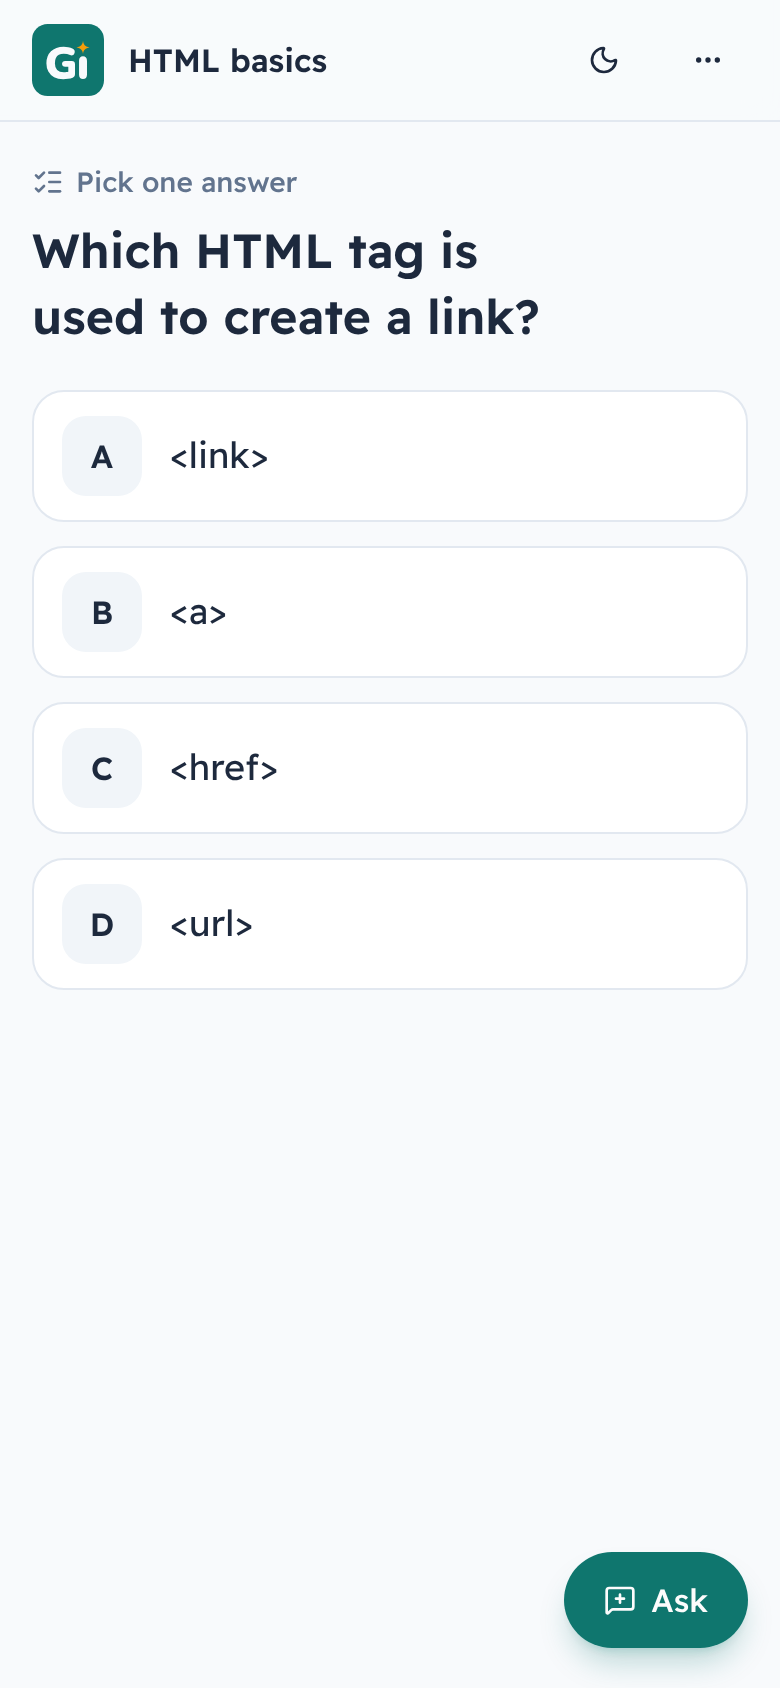 Gi
HTML basics
Pick one answer
Which HTML tag is
used to create a link?
A
<link>
B
<a>
C
<href>
D
<url>
Ask